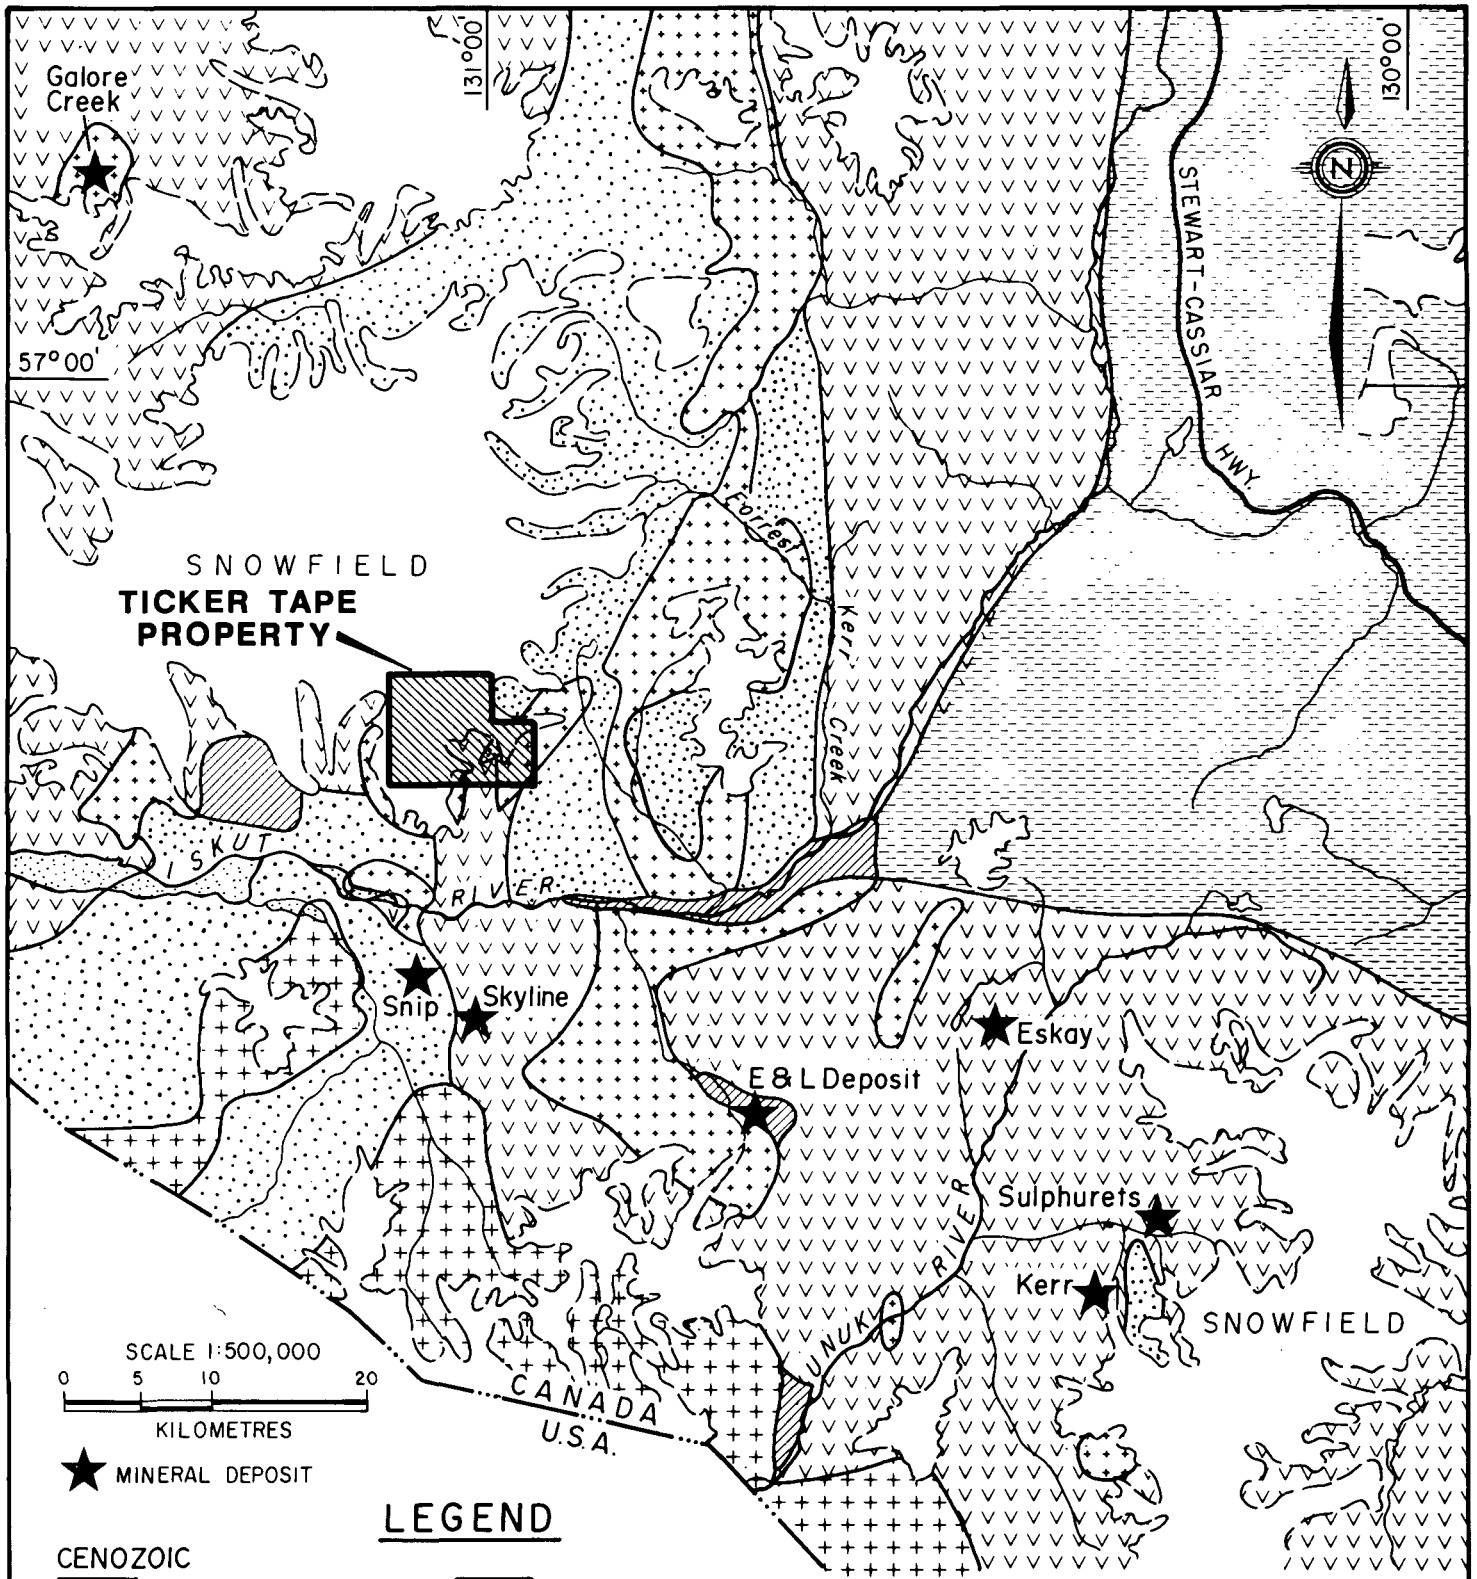 Galore
Creek
131°00'
130°00'
N
STEWART-CASSIAR
HWY.
57°00'
Forrest
SNOWFIELD
TICKER TAPE
PROPERTY
Kerr
Creek
ISKUT
RIVER
Snip
Skyline
Eskay
E & L Deposit
Sulphurets
RIVER
UNUK
Kerr
SNOWFIELD
SCALE 1:500,000
0 5 10 20
KILOMETRES
CANADA
U.S.A.
MINERAL DEPOSIT
LEGEND
CENOZOIC